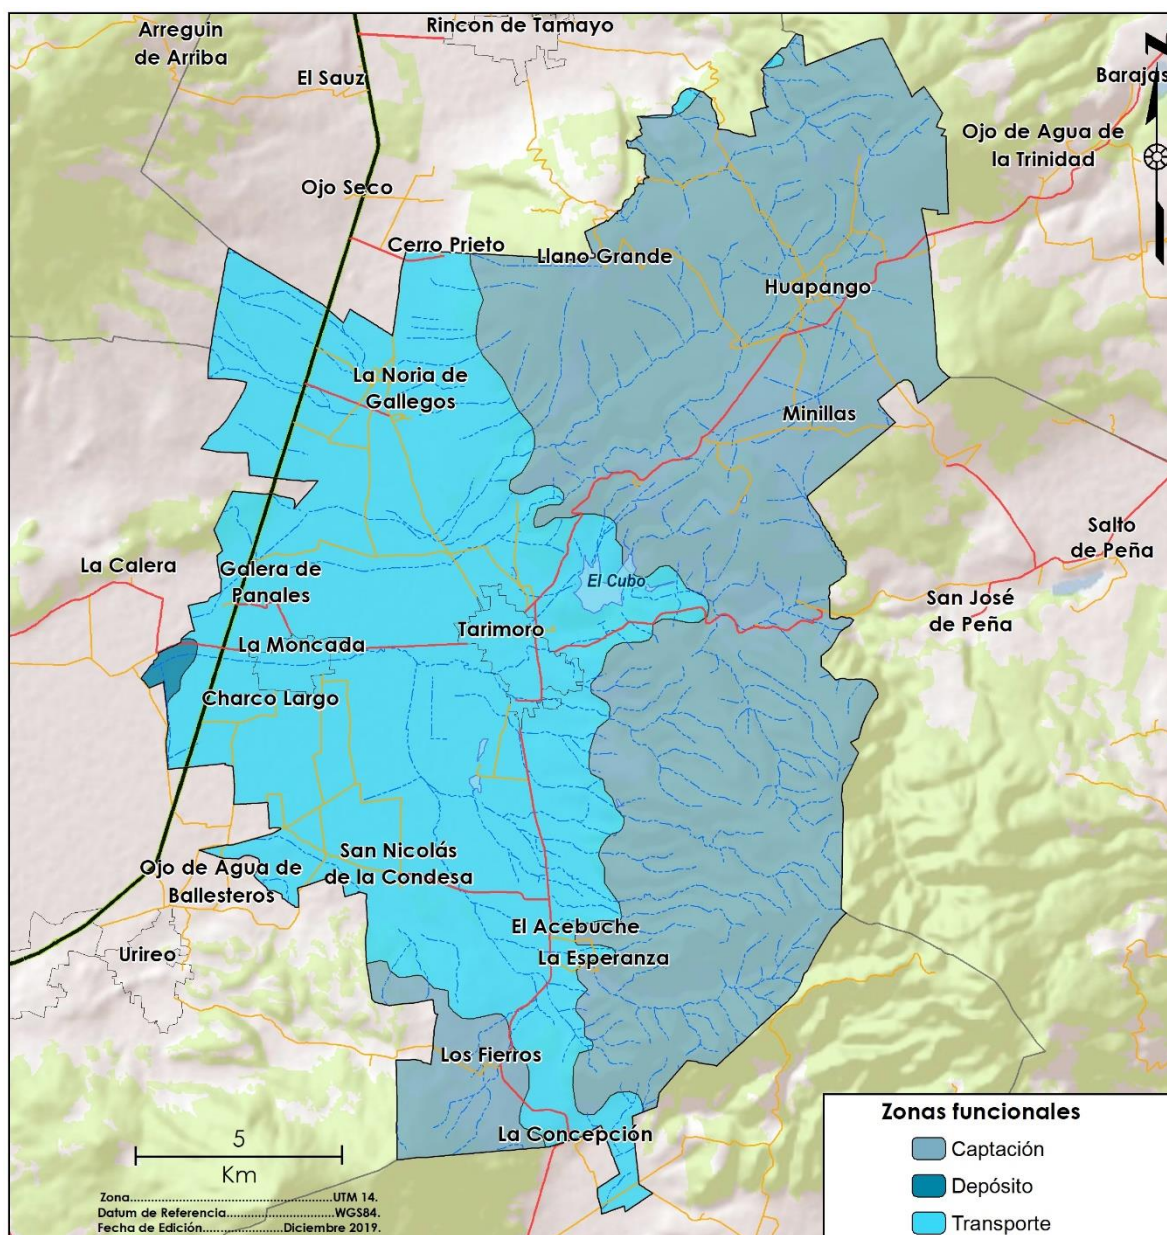 Arreguin
de Arriba
Rincon de Tamayo
El Sauz
N
Barajas
Ojo de Agua de
la Trinidad
Ojo Seco
Cerro Prieto
Llano Grande
Huapango
La Noria de
Gallegos
Minillas
Salto
de Peña
La Calera
Galera de
Panales
El Cubo
San José
de Peña
Tarimoro
La Moncada
Charco Largo
San Nicolás
de la Condesa
Ojo de Agua de
Ballesteros
El Acebuche
Urireo
La Esperanza
Los Fierros
La Concepción
5
Km
Zona.............................................UTM 14.
Datum de Referencia......................WGS84.
Fecha de Edición................Diciembre 2019.
Zonas funcionales
Captación
Depósito
Transporte